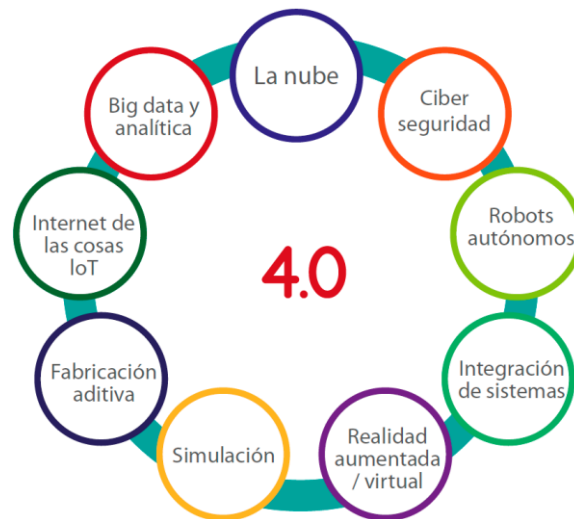 La nube
Ciber
seguridad
Robots
autónomos
Integración
de sistemas
Realidad
aumentada
/ virtual
Simulación
Fabricación
aditiva
Internet de
las cosas
IoT
Big data y
analítica
4.0